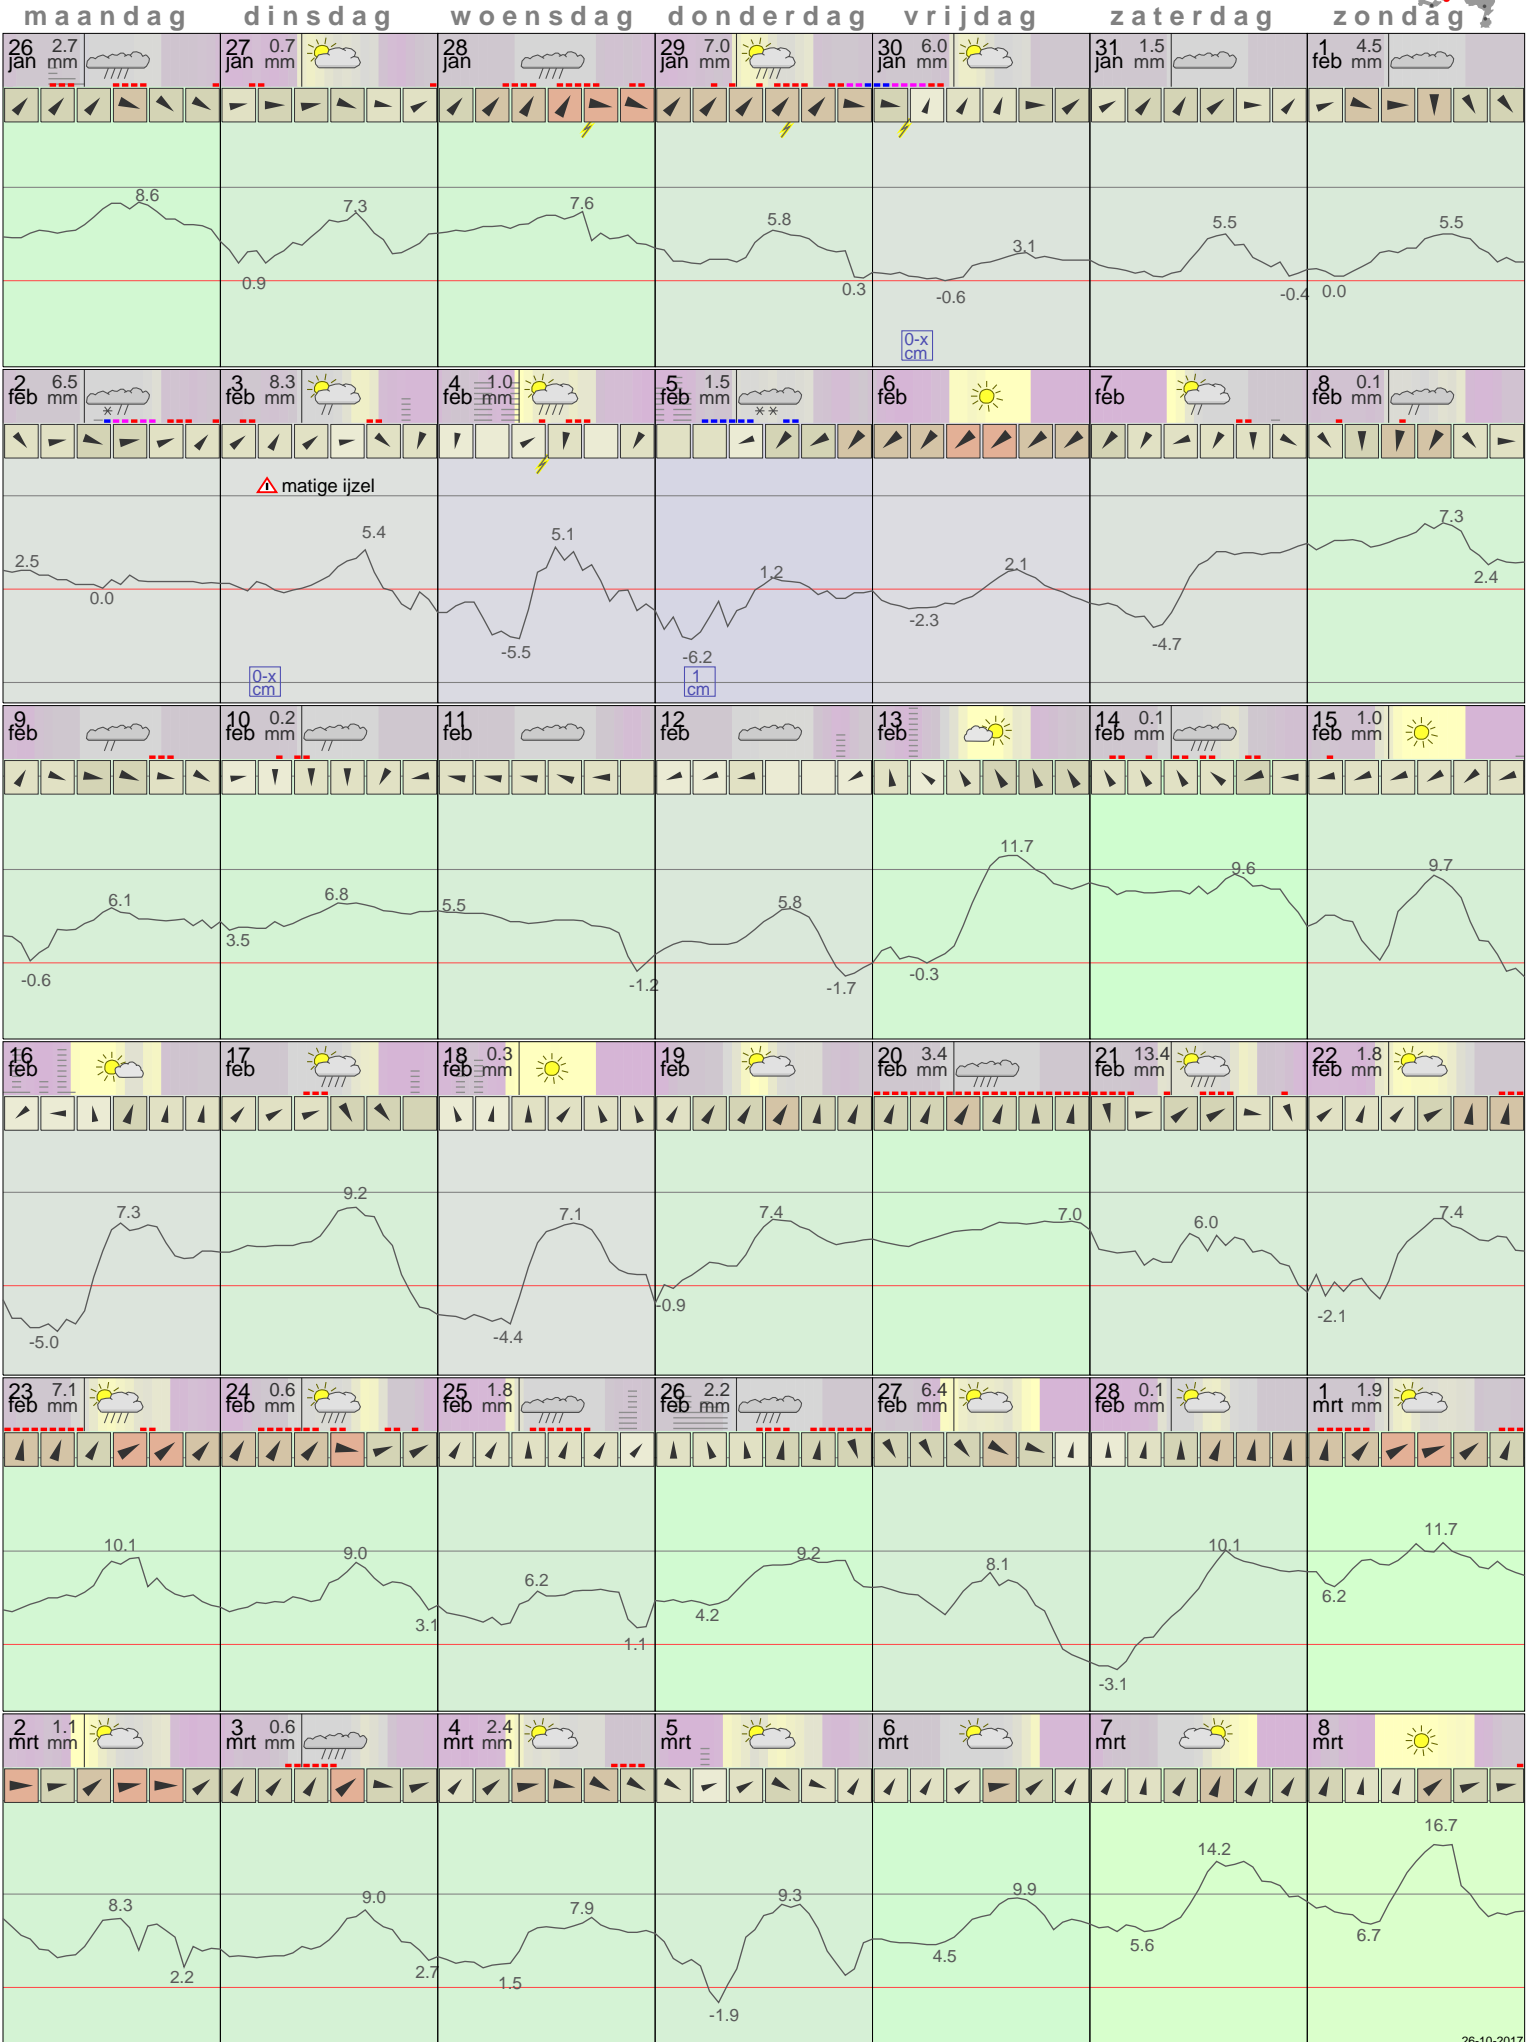 maandag dinsdag woensdag donderdag vrijdag zaterdag zondag
26 jan 2.7 mm 27 jan 0.7 mm 28 jan 29 jan 7.0 mm 30 jan 6.0 mm 31 jan 1.5 mm 1 feb 4.5 mm
8.6 7.3 7.6 5.8 3.1 5.5 5.5
0.9 0.3 -0.6 -0.4 0.0
0-x cm
2 feb 6.5 mm 3 feb 8.3 mm 4 feb 1.0 mm 5 feb 1.5 mm 6 feb 7 feb 8 feb 0.1 mm
matige ijzel
2.5 5.4 5.1 1.2 2.1 7.3
0.0 -5.5 -6.2 -2.3 -4.7 2.4
0-x cm 1 cm
9 feb 10 feb 0.2 mm 11 feb 12 feb 13 feb 14 feb 0.1 mm 15 feb 1.0 mm
6.1 6.8 5.5 5.8 11.7 9.6 9.7
-0.6 3.5 -1.2 -1.7 -0.3
16 feb 17 feb 18 feb 0.3 mm 19 feb 20 feb 3.4 mm 21 feb 13.4 mm 22 feb 1.8 mm
7.3 9.2 7.1 7.4 7.0 6.0 7.4
-5.0 -4.4 -0.9 -2.1
23 feb 7.1 mm 24 feb 0.6 mm 25 feb 1.8 mm 26 feb 2.2 mm 27 feb 6.4 mm 28 feb 0.1 mm 1 mrt 1.9 mm
10.1 9.0 6.2 9.2 8.1 10.1 11.7
3.1 1.1 4.2 -3.1 6.2
2 mrt 1.1 mm 3 mrt 0.6 mm 4 mrt 2.4 mm 5 mrt 6 mrt 7 mrt 8 mrt
8.3 9.0 7.9 9.3 9.9 14.2 16.7
2.2 2.7 1.5 -1.9 4.5 5.6 6.7
26-10-2017